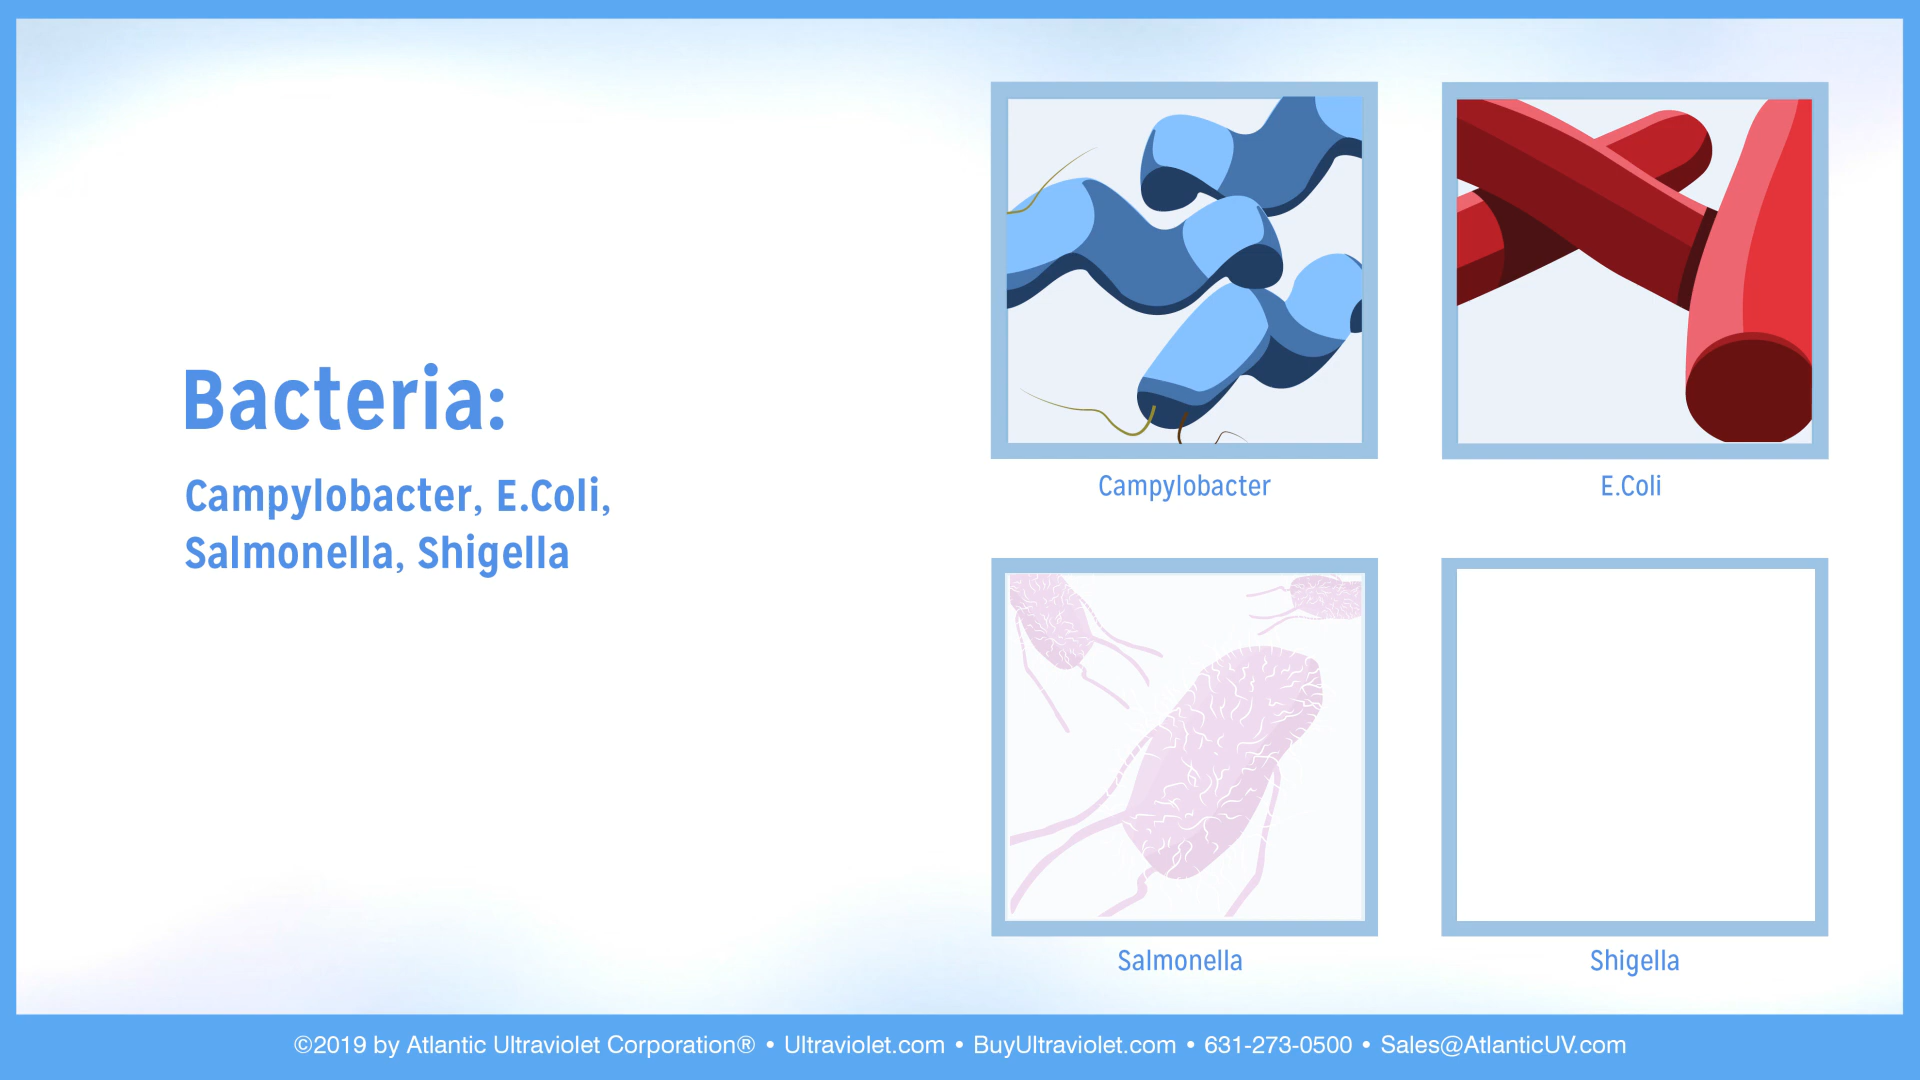 Bacteria:
Campylobacter, E.Coli,
Salmonella, Shigella
Campylobacter
E.Coli
Salmonella
Shigella
©2019 by Atlantic Ultraviolet Corporation® • Ultraviolet.com • BuyUltraviolet.com • 631-273-0500 • Sales@AtlanticUV.com